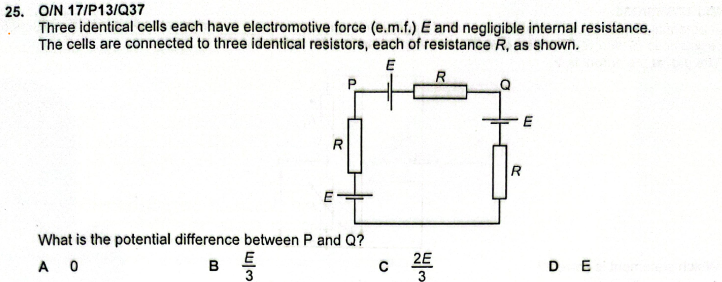 25. O/N 17/P13/Q37
Three identical cells each have electromotive force (e.m.f.) E and negligible internal resistance.
The cells are connected to three identical resistors, each of resistance R, as shown.
E
P R Q
E
R
R
E
What is the potential difference between P and Q?
A 0 B E/3 C 2E/3 D E